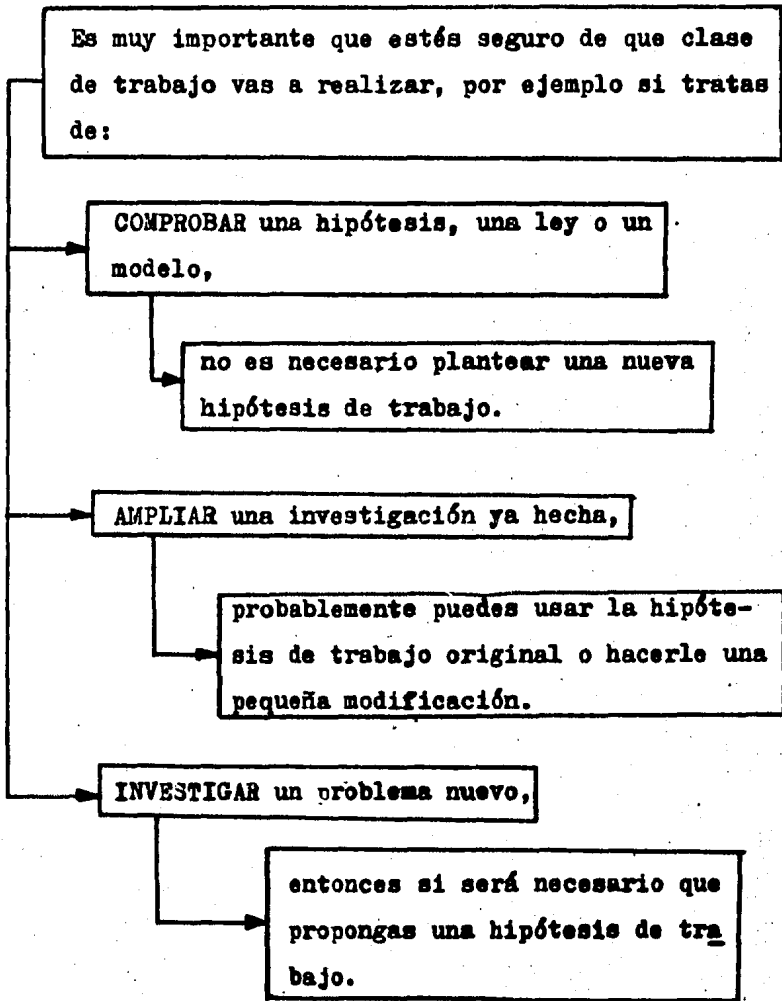 Es muy importante que estés seguro de que clase
de trabajo vas a realizar, por ejemplo si tratas
de:
COMPROBAR una hipótesis, una ley o un
modelo,
no es necesario plantear una nueva
hipótesis de trabajo.
AMPLIAR una investigación ya hecha,
probablemente puedes usar la hipóte-
sis de trabajo original o hacerle una
pequeña modificación.
INVESTIGAR un problema nuevo,
entonces si será necesario que
propongas una hipótesis de tra
bajo.